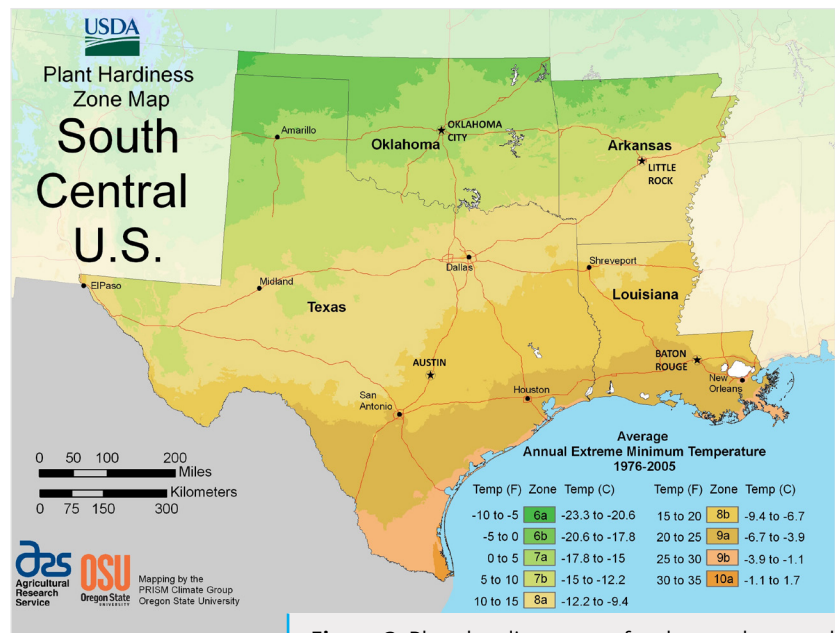 USDA
Plant Hardiness
Zone Map
South
Central
U.S.
Amarillo
OKLAHOMA
CITY
Oklahoma
Arkansas
LITTLE
ROCK
Dallas
Shreveport
ElPaso
Midland
Texas
Louisiana
AUSTIN
BATON
ROUGE
New
Orleans
San
Antonio
Houston
Average
Annual Extreme Minimum Temperature
1976-2005
Temp (F) Zone Temp (C) Temp (F) Zone Temp (C)
-10 to -5 6a -23.3 to -20.6 15 to 20 8b -9.4 to -6.7
-5 to 0 6b -20.6 to -17.8 20 to 25 9a -6.7 to -3.9
0 to 5 7a -17.8 to -15 25 to 30 9b -3.9 to -1.1
5 to 10 7b -15 to -12.2 30 to 35 10a -1.1 to 1.7
10 to 15 8a -12.2 to -9.4
0 50 100 200
Miles
Kilometers
0 75 150 300
ars
Agricultural
Research
Service
OSU
Oregon State
UNIVERSITY
Mapping by the
PRISM Climate Group
Oregon State University